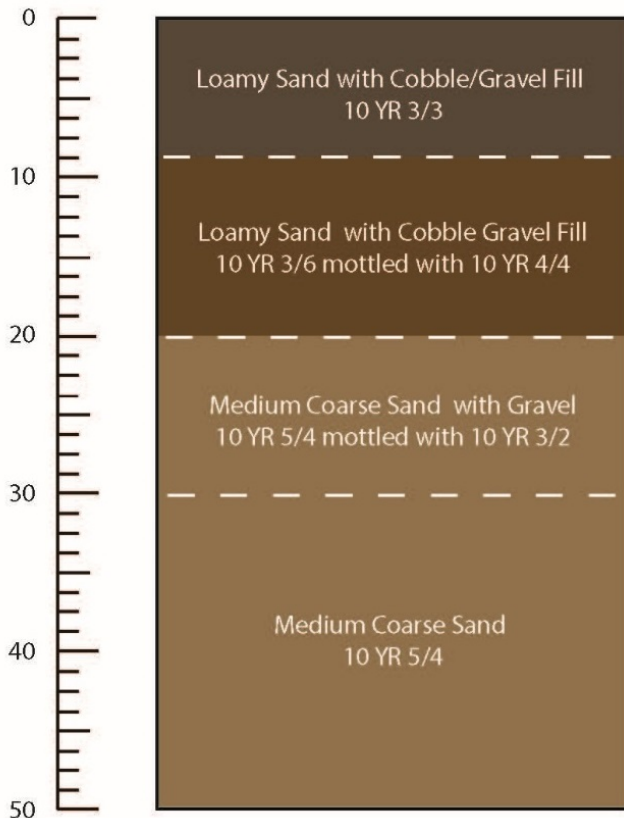 0
Loamy Sand with Cobble/Gravel Fill
10 YR 3/3
10
Loamy Sand with Cobble Gravel Fill
10 YR 3/6 mottled with 10 YR 4/4
20
Medium Coarse Sand with Gravel
10 YR 5/4 mottled with 10 YR 3/2
30
Medium Coarse Sand
10 YR 5/4
40
50